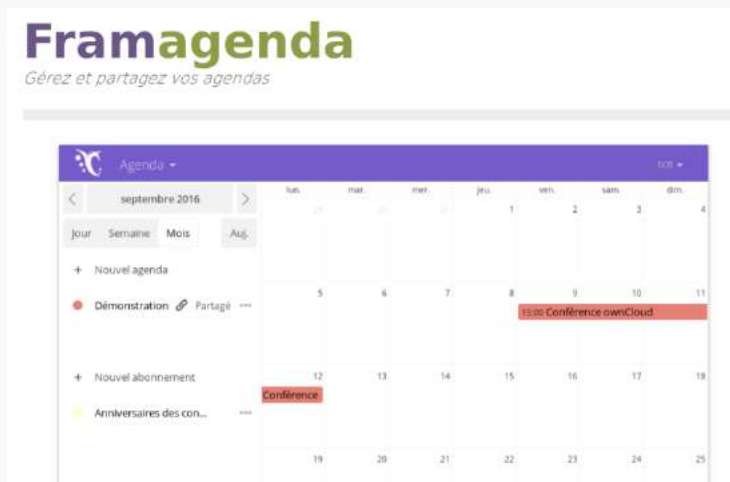 Framagenda
Gérez et partagez vos agendas
Agenda
septembre 2016
lun. mar. mer. jeu. ven. sam. dim.
1 2 3 4
Jour Semaine Mois Auj.
+ Nouvel agenda
Démonstration Partagé
5 6 7 8 9 10 11
Conférence ownCloud
+ Nouvel abonnement
12 13 14 15 16 17 18
Conférence
Anniversaires des con...
19 20 21 22 23 24 25